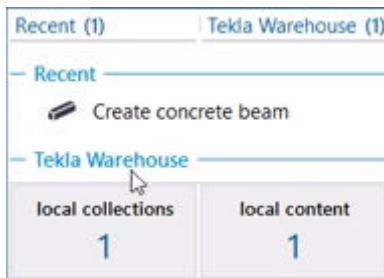 Recent (1) Tekla Warehouse (1)
Recent
Create concrete beam
Tekla Warehouse
local collections local content
1 1